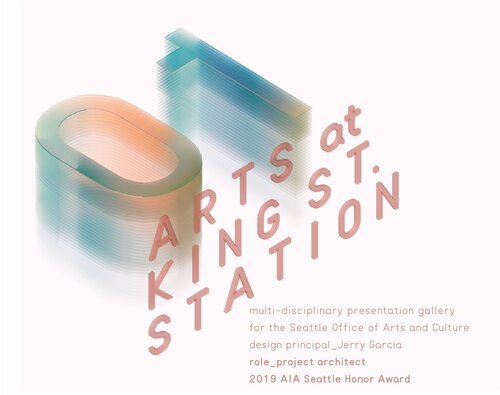 01
ARTS at
KING ST.
STATION
multi-disciplinary presentation gallery
for the Seattle Office of Arts and Culture
design principal_Jerry Garcia
role_project architect
2019 AIA Seattle Honor Award